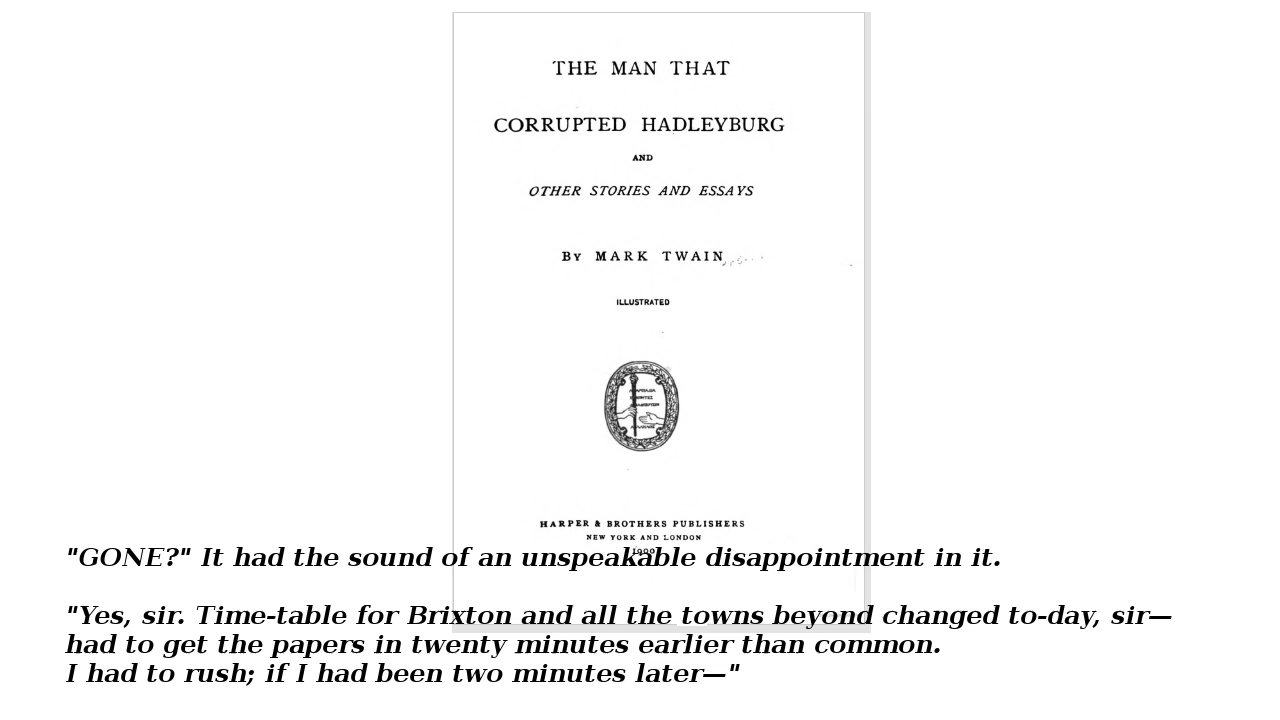 THE MAN THAT
CORRUPTED HADLEYBURG
AND
OTHER STORIES AND ESSAYS
By MARK TWAIN
ILLUSTRATED
HARPER & BROTHERS PUBLISHERS
NEW YORK AND LONDON
1900
"GONE?" It had the sound of an unspeakable disappointment in it.
"Yes, sir. Time-table for Brixton and all the towns beyond changed to-day, sir—
had to get the papers in twenty minutes earlier than common.
I had to rush; if I had been two minutes later—"